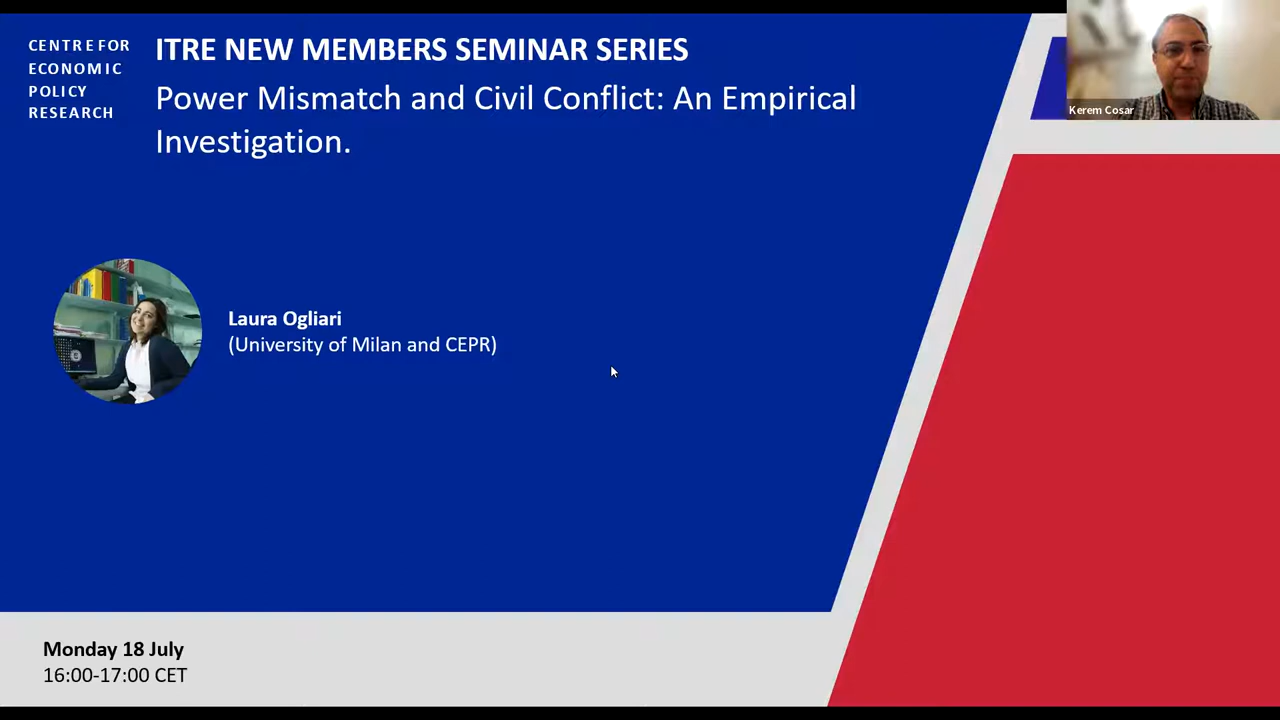 CENTRE FOR
ECONOMIC
POLICY
RESEARCH
ITRE NEW MEMBERS SEMINAR SERIES
Power Mismatch and Civil Conflict: An Empirical
Investigation.
Kerem Cosar
Laura Ogliari
(University of Milan and CEPR)
Monday 18 July
16:00-17:00 CET